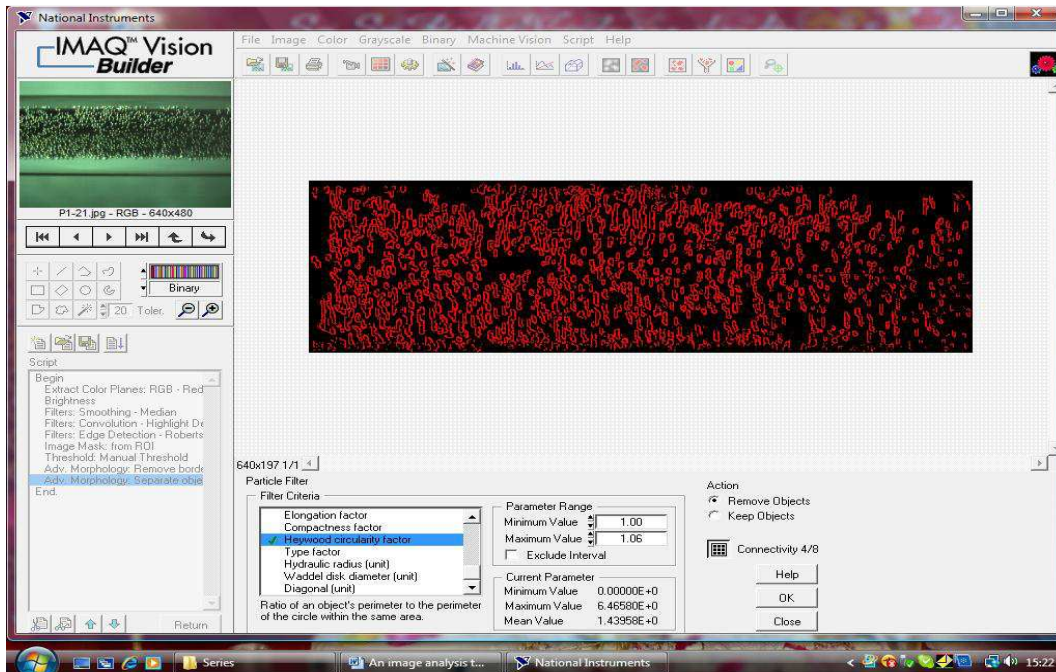 National Instruments
IMAQ™ Vision
Builder
File Image Color Grayscale Binary Machine Vision Script Help
P1-21.jpg - RGB - 640x480
Binary
20 Toler.
Script
Begin
Extract Color Planes: RGB - Red
Brightness
Filters: Smoothing - Median
Filters: Convolution - Highlight De
Filters: Edge Detection - Roberts
Image Mask: from ROI
Threshold: Manual Threshold
Adv. Morphology: Remove borde
Adv. Morphology: Separate obje
End.
Return
640x197 1/1
Particle Filter
Filter Criteria
Elongation factor
Compactness factor
Heywood circularity factor
Type factor
Hydraulic radius (unit)
Waddel disk diameter (unit)
Diagonal (unit)
Ratio of an object's perimeter to the perimeter
of the circle within the same area.
Parameter Range
Minimum Value 1.00
Maximum Value 1.06
Exclude Interval
Current Parameter
Minimum Value 0.00000E+0
Maximum Value 6.46580E+0
Mean Value 1.43958E+0
Action
Remove Objects
Keep Objects
Connectivity 4/8
Help
OK
Close
Series
An image analysis t...
National Instruments
15:22